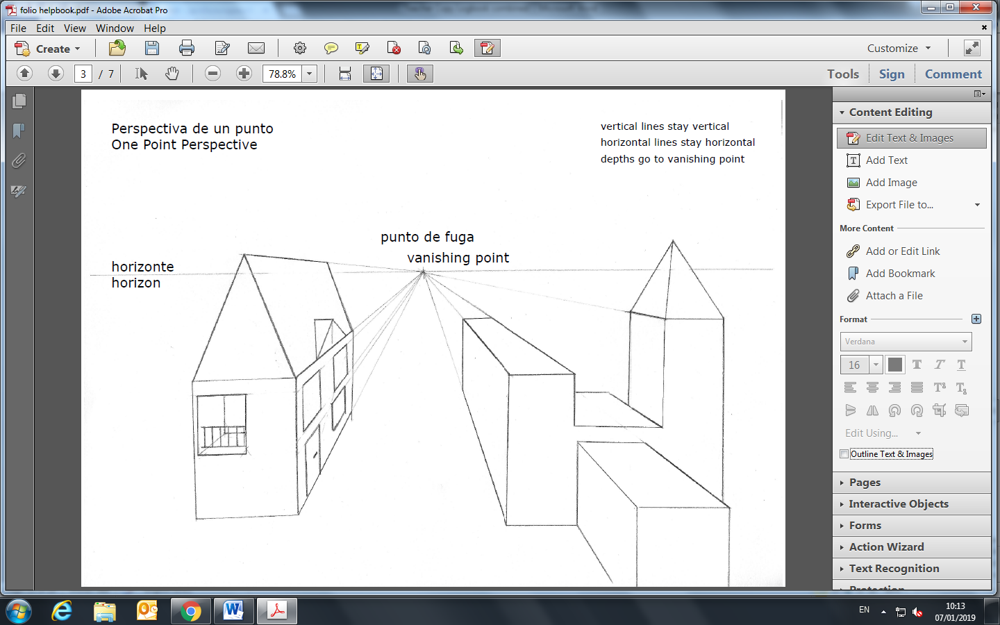 folio helpbook.pdf - Adobe Acrobat Pro
File Edit View Window Help
Create
Customize
3 / 7
78.8%
Tools Sign Comment
Perspectiva de un punto
One Point Perspective
vertical lines stay vertical
horizontal lines stay horizontal
depths go to vanishing point
punto de fuga
vanishing point
horizonte
horizon
Content Editing
Edit Text & Images
Add Text
Add Image
Export File to...
More Content
Add or Edit Link
Add Bookmark
Attach a File
Format
Verdana
16
Edit Using...
Outline Text & Images
Pages
Interactive Objects
Forms
Action Wizard
Text Recognition
Protection
EN
10:13
07/01/2019